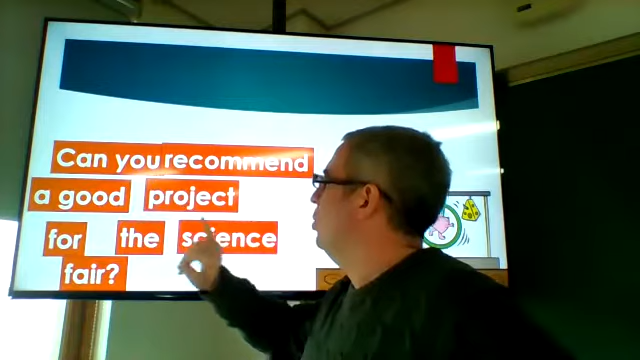 Can you recommend
a good project
for the science
fair?